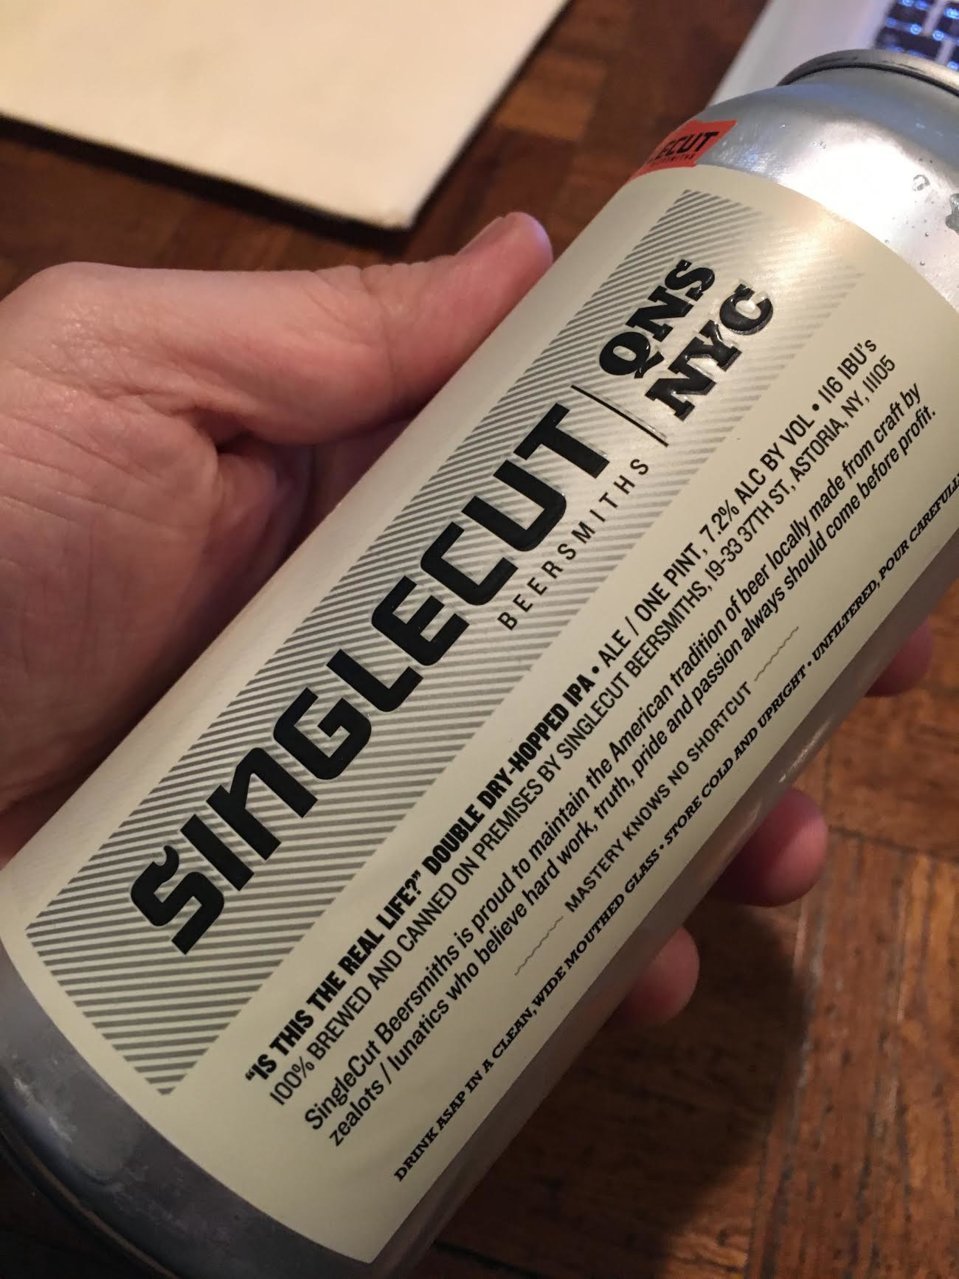 ECUT
QNS
NYC
SINGLECUT
BEERSMITHS
"IS THIS THE REAL LIFE?" DOUBLE DRY-HOPPED IPA • ALE / ONE PINT, 7.2% ALC BY VOL • 116 IBU's
100% BREWED AND CANNED ON PREMISES BY SINGLECUT BEERSMITHS, 19-33 37TH ST, ASTORIA, NY, 11105
SingleCut Beersmiths is proud to maintain the American tradition of beer locally made from craft by
zealots / lunatics who believe hard work, truth, pride and passion always should come before profit.
MASTERY KNOWS NO SHORTCUT
DRINK ASAP IN A CLEAN, WIDE MOUTHED GLASS • STORE COLD AND UPRIGHT • UNFILTERED, POUR CAREFULLY